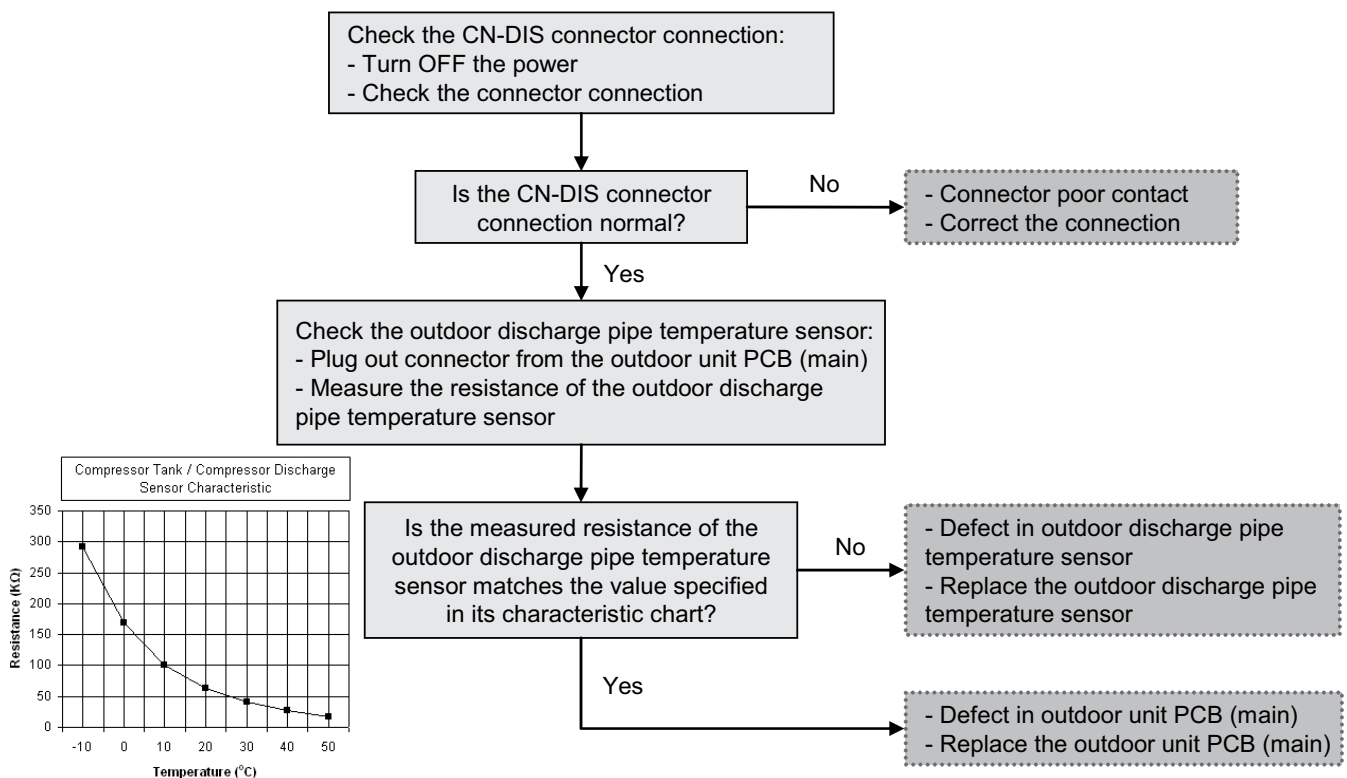 Check the CN-DIS connector connection:
- Turn OFF the power
- Check the connector connection
Is the CN-DIS connector
connection normal?
No
- Connector poor contact
- Correct the connection
Yes
Check the outdoor discharge pipe temperature sensor:
- Plug out connector from the outdoor unit PCB (main)
- Measure the resistance of the outdoor discharge
pipe temperature sensor
Compressor Tank / Compressor Discharge
Sensor Characteristic
350
300
250
200
150
100
50
0
Resistance (KΩ)
-10 0 10 20 30 40 50
Temperature (°C)
Is the measured resistance of the
outdoor discharge pipe temperature
sensor matches the value specified
in its characteristic chart?
No
- Defect in outdoor discharge pipe
temperature sensor
- Replace the outdoor discharge pipe
temperature sensor
Yes
- Defect in outdoor unit PCB (main)
- Replace the outdoor unit PCB (main)